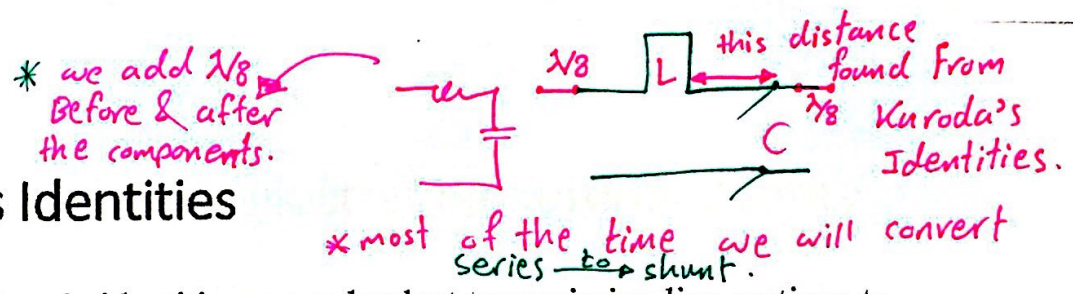 * we add λ/8
Before & after
the components.
λ/8
L
this distance
found From
λ/8
Kuroda's
Identities.
C
s Identities
* most of the time we will convert
series to shunt.